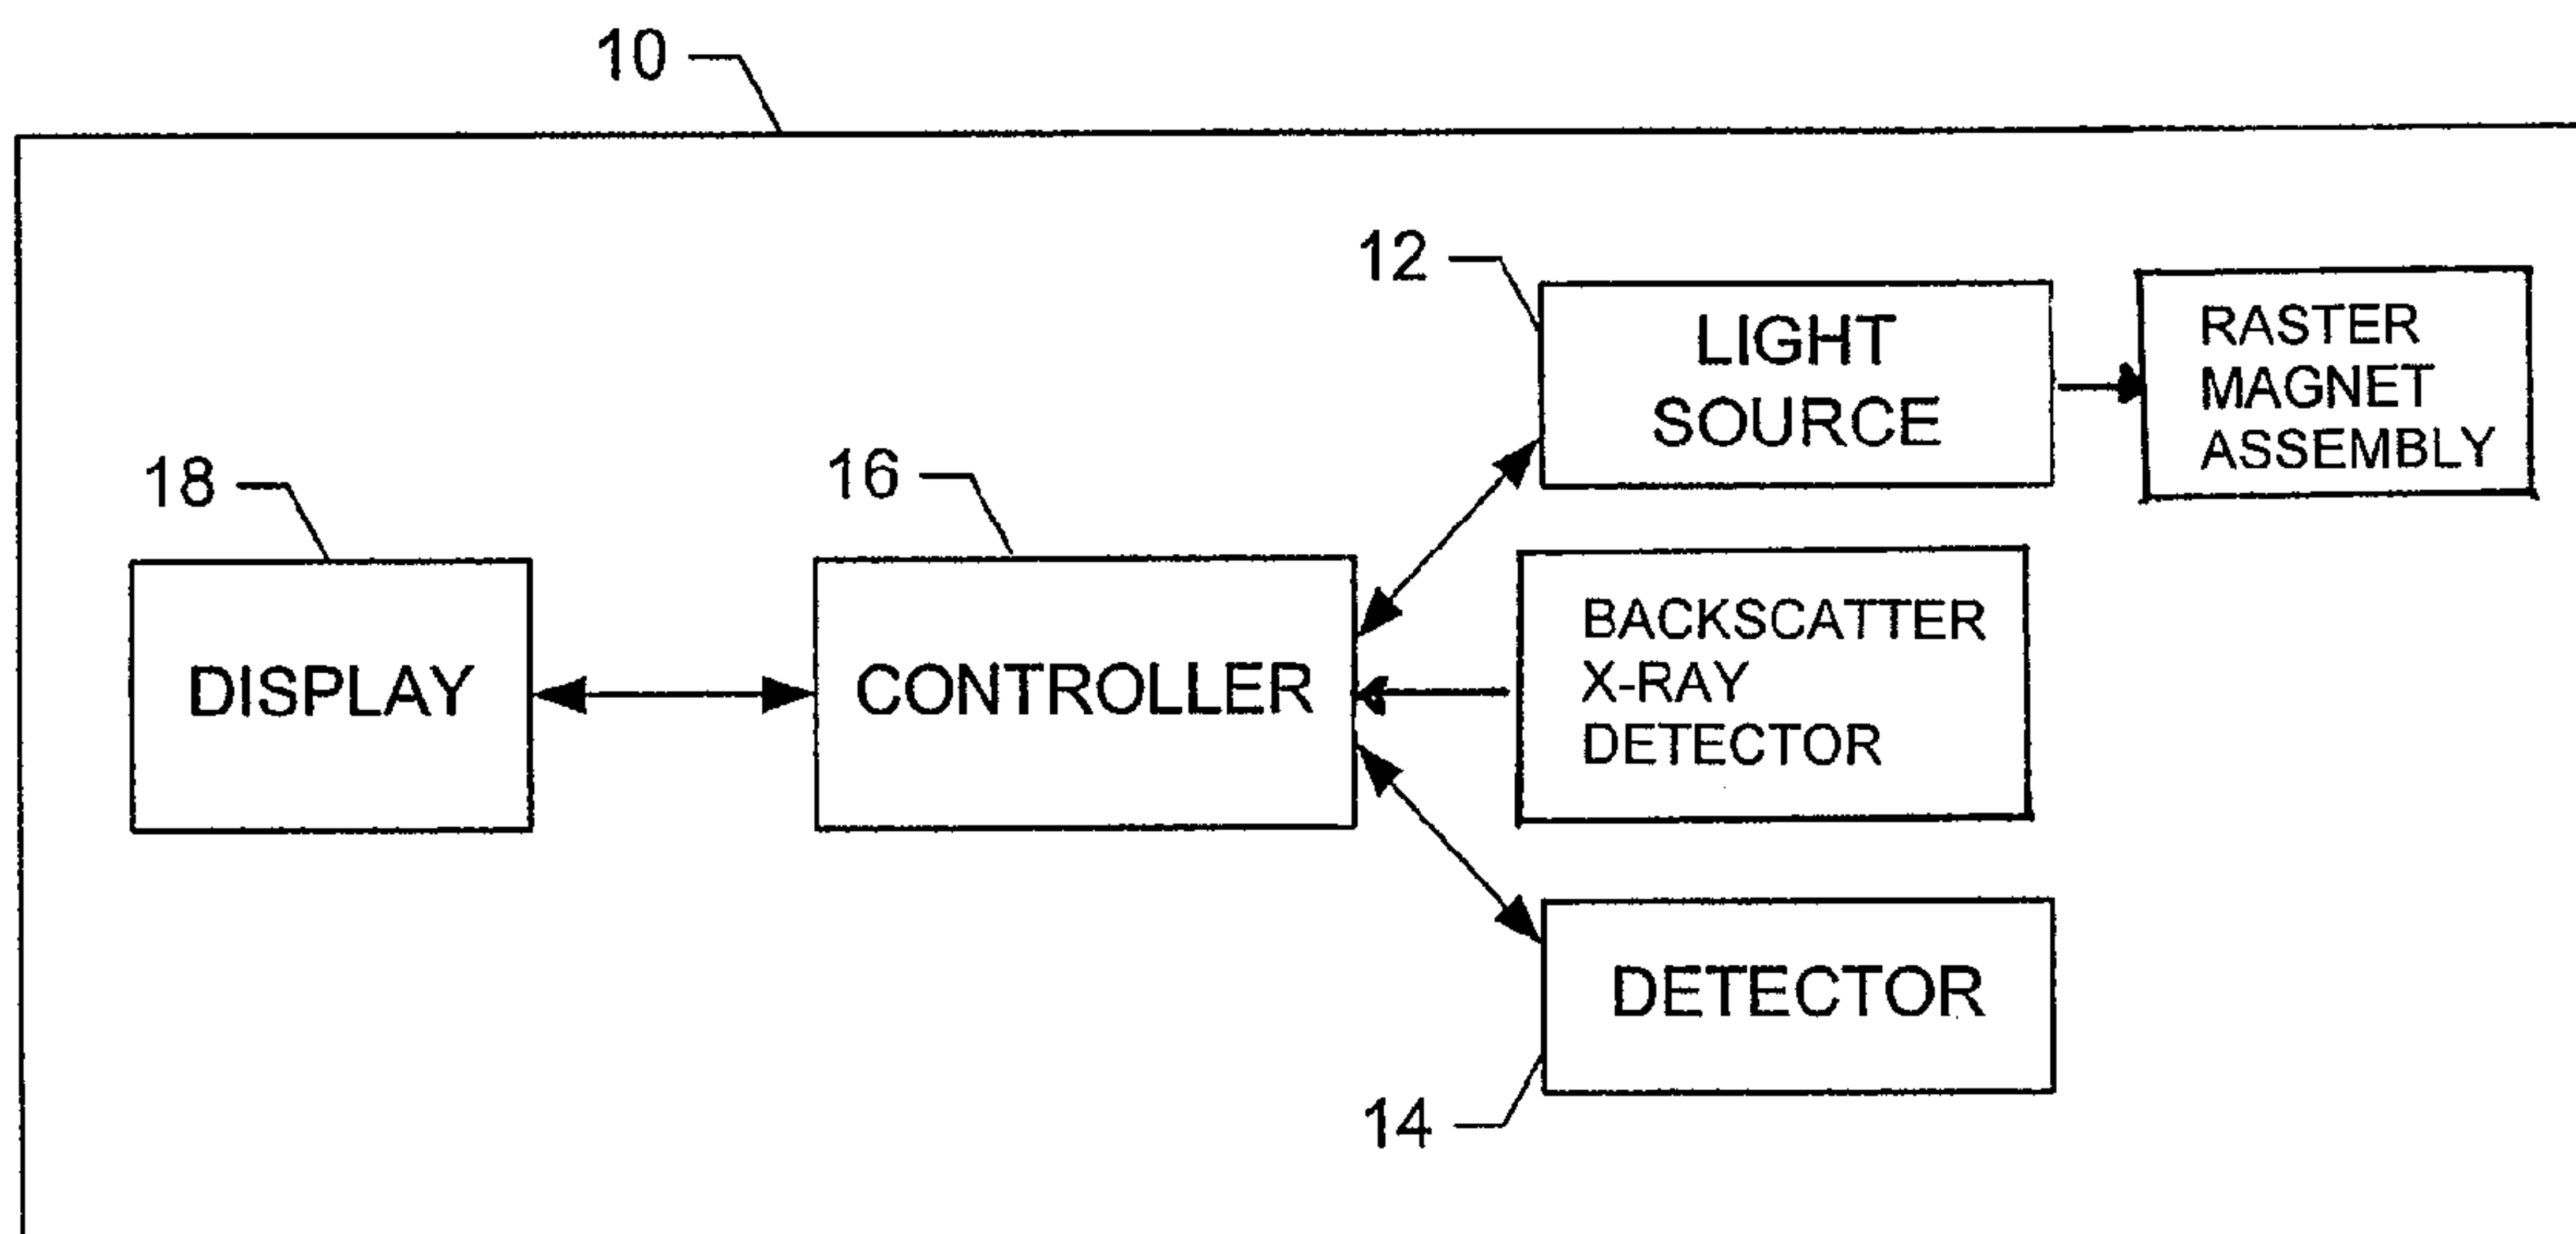 10
12
LIGHT
SOURCE
RASTER
MAGNET
ASSEMBLY
18
DISPLAY
16
CONTROLLER
BACKSCATTER
X-RAY
DETECTOR
DETECTOR
14